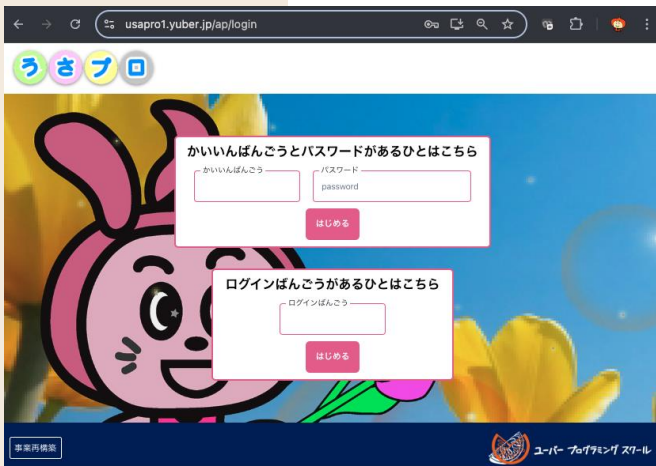 usapro1.yuber.jp/ap/login
うさプロ
かいいんばんごうとパスワードがあるひとはこちら
かいいんばんごう
パスワード
password
はじめる
ログインばんごうがあるひとはこちら
ログインばんごう
はじめる
事業再構築
ユーバー プログラミング スクール